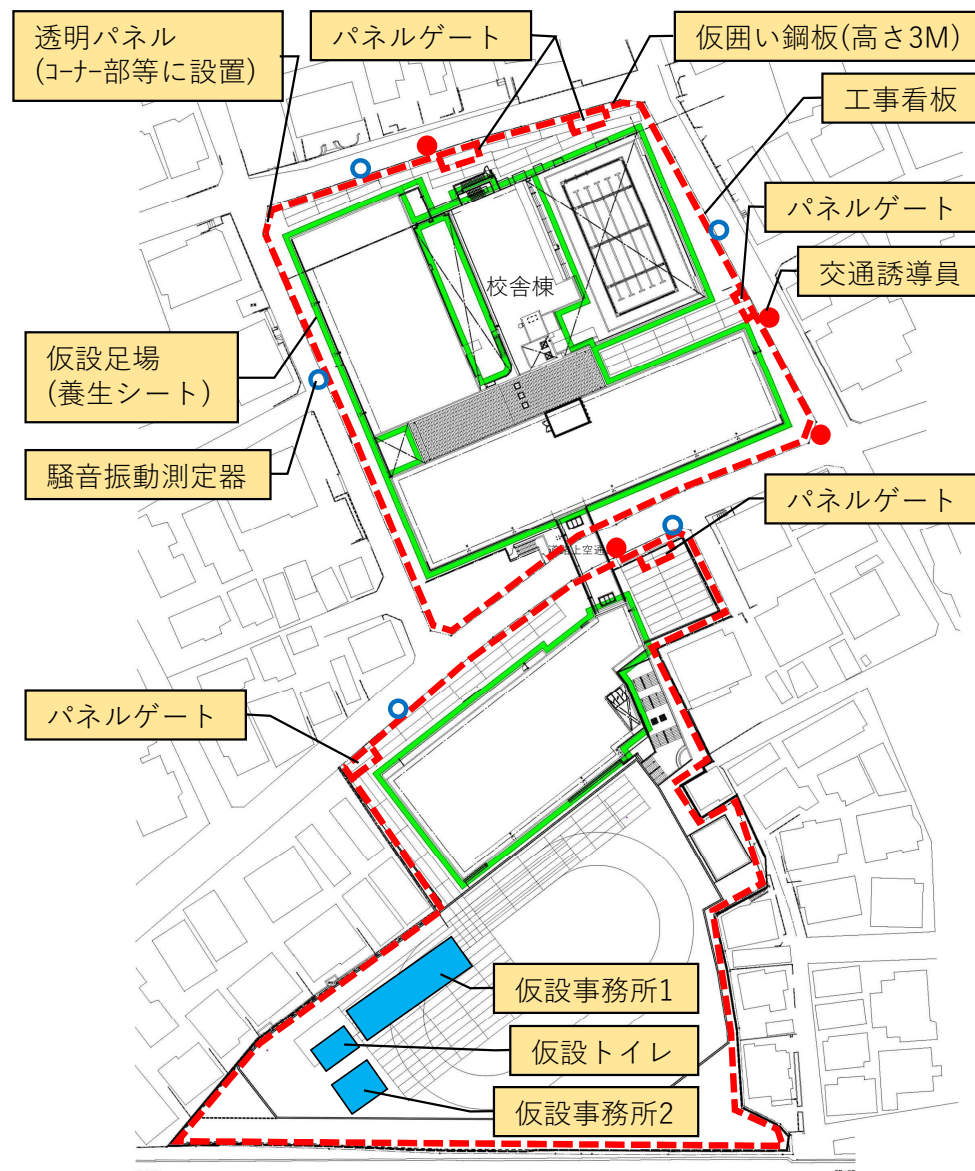 透明パネル
(コーナー部等に設置)
パネルゲート
仮囲い鋼板(高さ3M)
工事看板
パネルゲート
交通誘導員
校舎棟
仮設足場
(養生シート)
騒音振動測定器
パネルゲート
パネルゲート
仮設事務所1
仮設トイレ
仮設事務所2